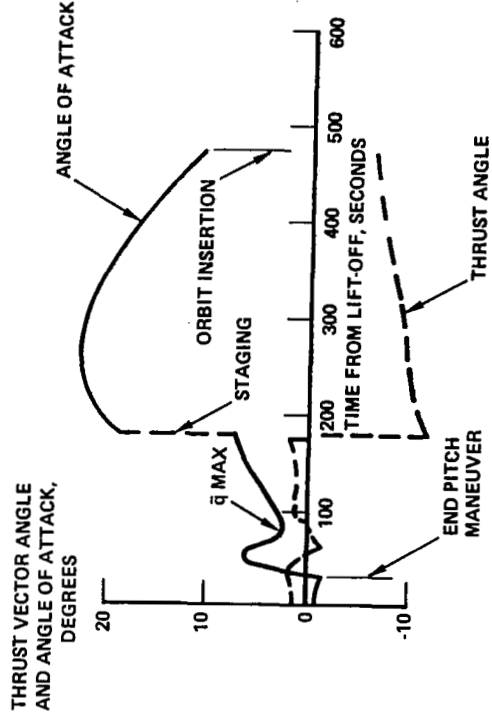 THRUST VECTOR ANGLE
AND ANGLE OF ATTACK,
DEGREES
20
10
0
-10
100
200
300
400
500
600
TIME FROM LIFT-OFF, SECONDS
ANGLE OF ATTACK
ORBIT INSERTION
STAGING
q̄ MAX
END PITCH
MANEUVER
THRUST ANGLE